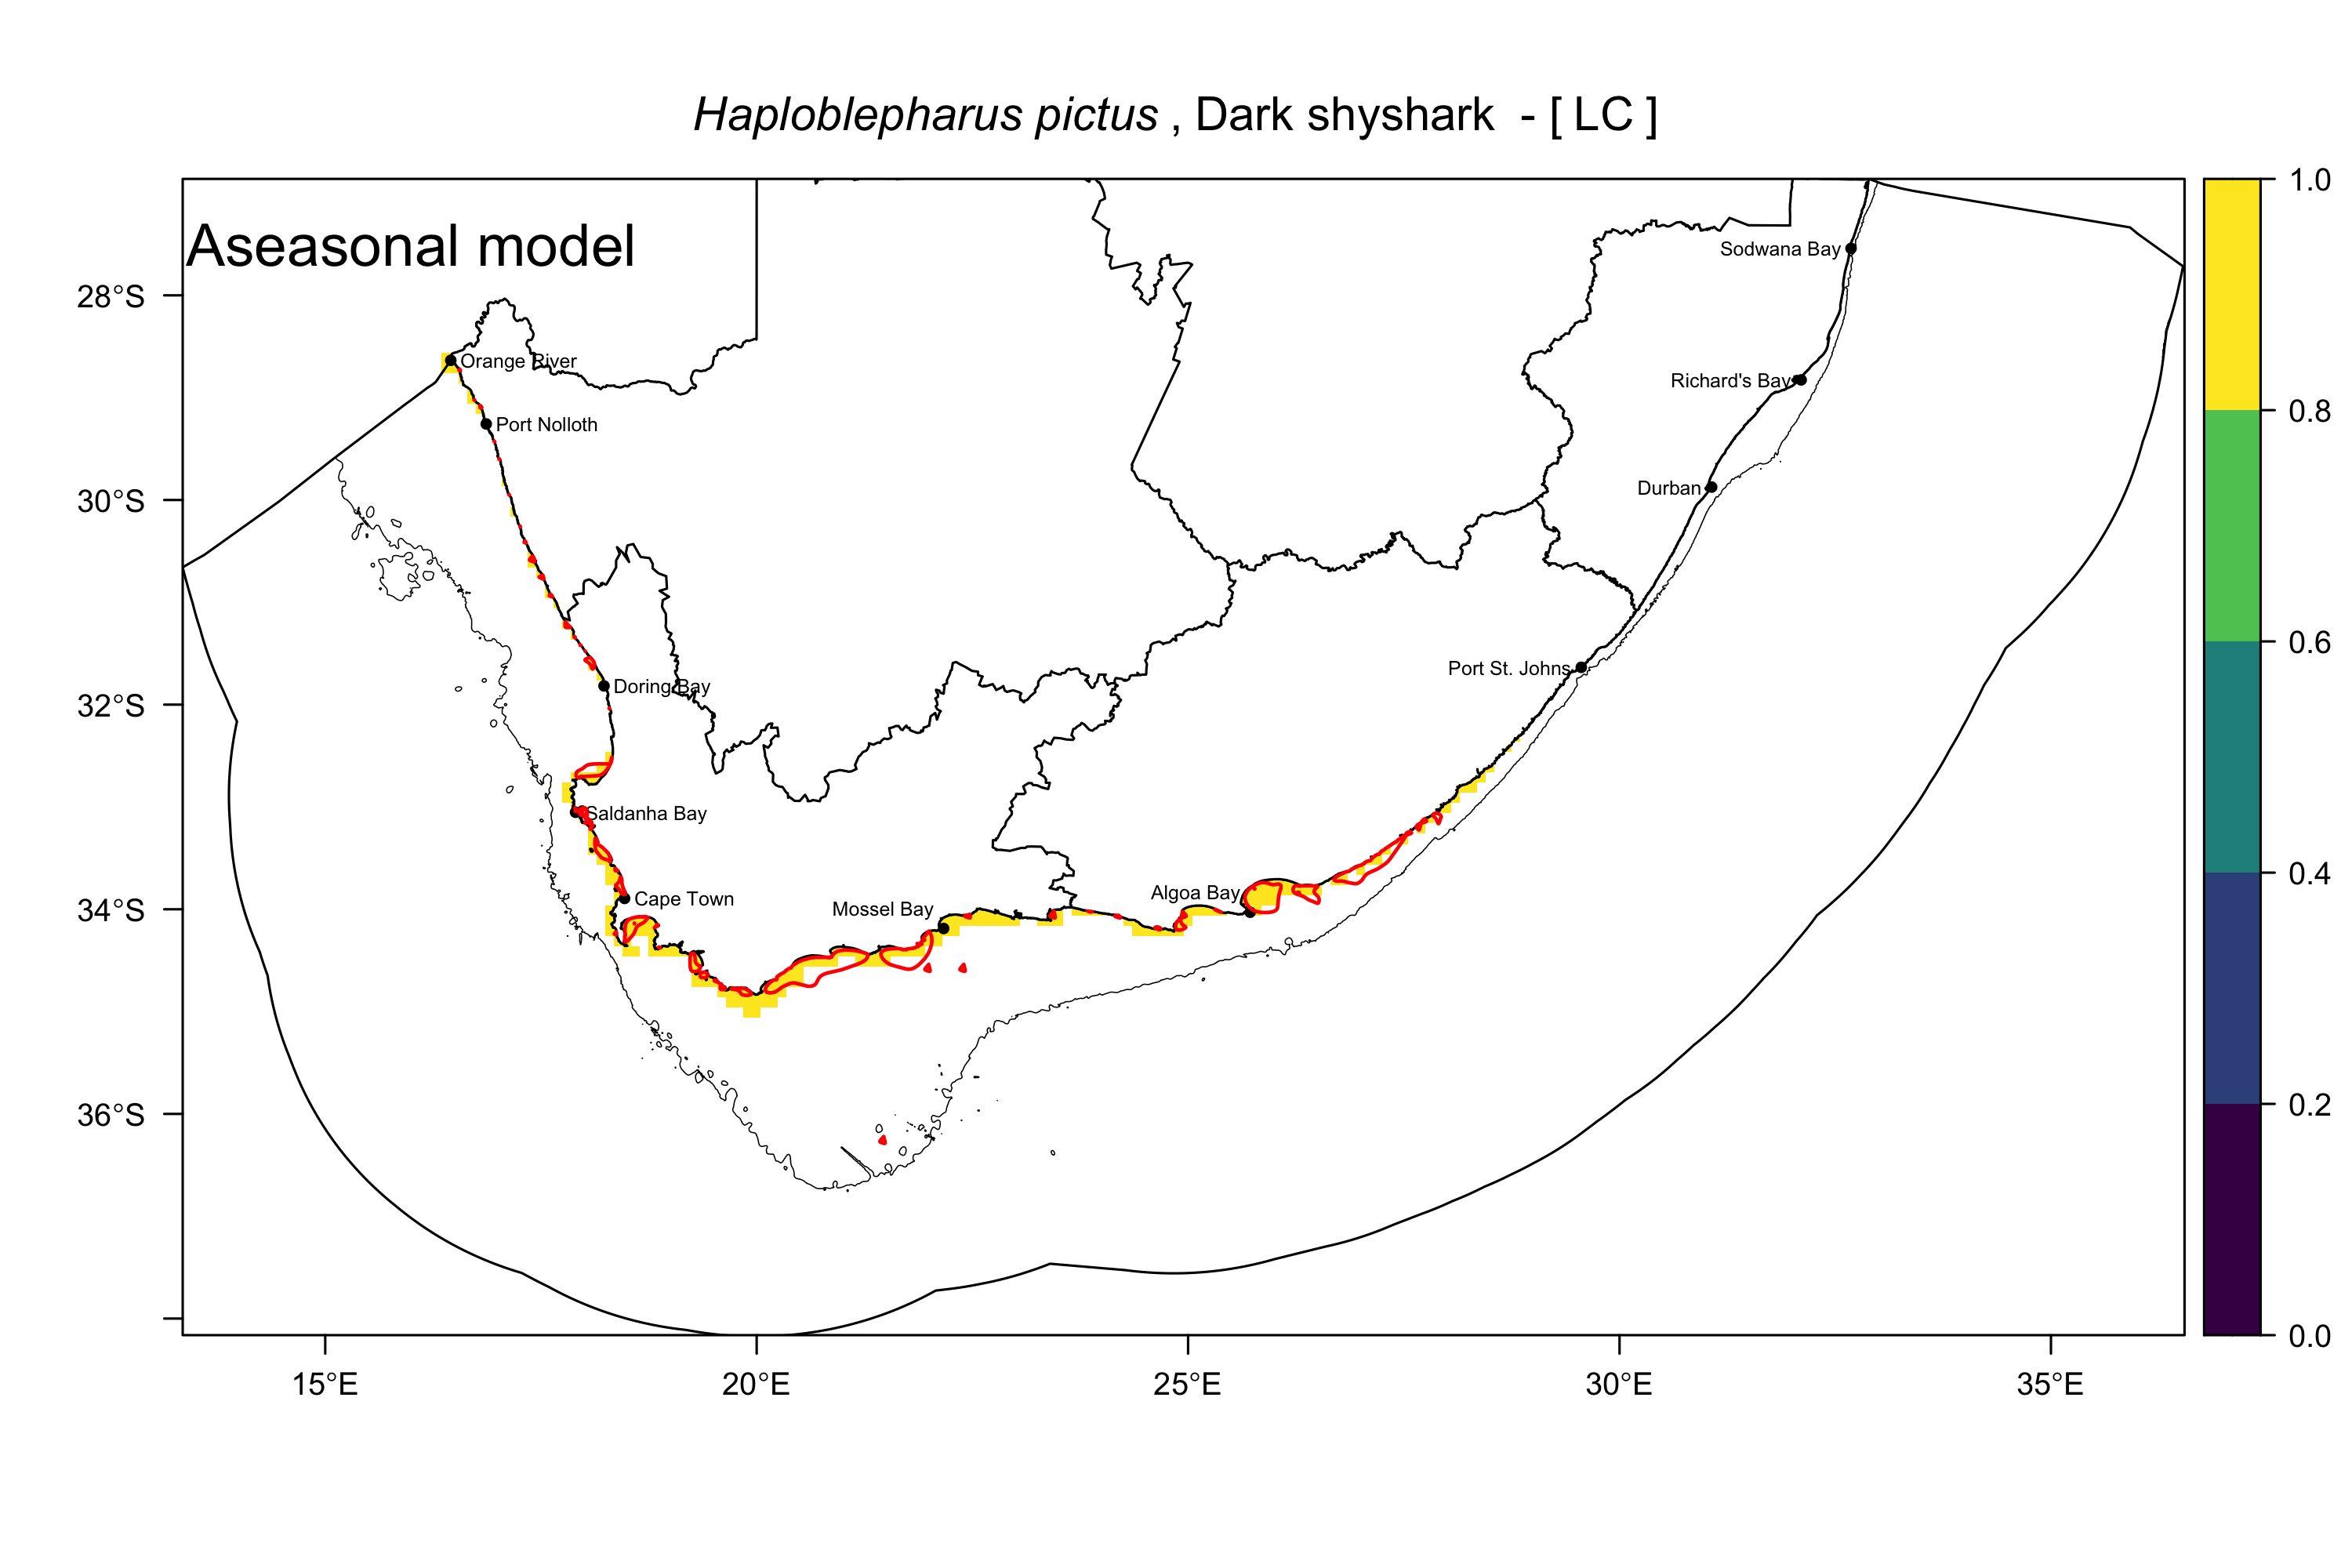 Haploblepharus pictus , Dark shyshark - [ LC ]
Aseasonal model
1.0
0.8
0.6
0.4
0.2
0.0
28°S
30°S
32°S
34°S
36°S
Sodwana Bay
Orange River
Richard's Bay
Port Nolloth
Durban
Port St. Johns
Doring Bay
Saldanha Bay
Algoa Bay
Cape Town
Mossel Bay
15°E
20°E
25°E
30°E
35°E